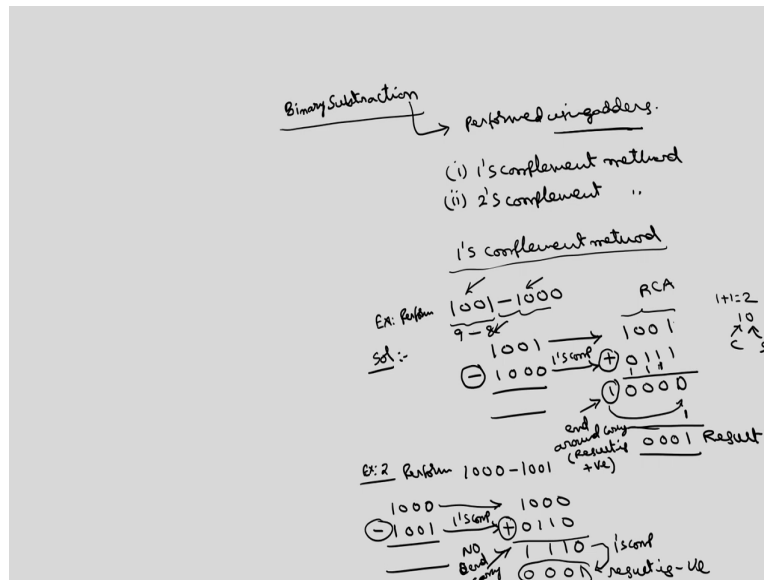 Binary Subtraction
Performed using adders.
(i) 1's complement method
(ii) 2's complement "
1's complement method
Ex: Perform 1001 - 1000
9 - 8
RCA
1+1=2
10
C S
Sol:-
1001 1001
- 1000 1's comp + 0111
1 1 1
1 0000
1
end around carry (Result is +ve)
0001 Result
Ex: 2 Perform 1000-1001
1000 1000
- 1001 1's comp + 0110
NO end carry
1110 1's comp
0001 result is -ve